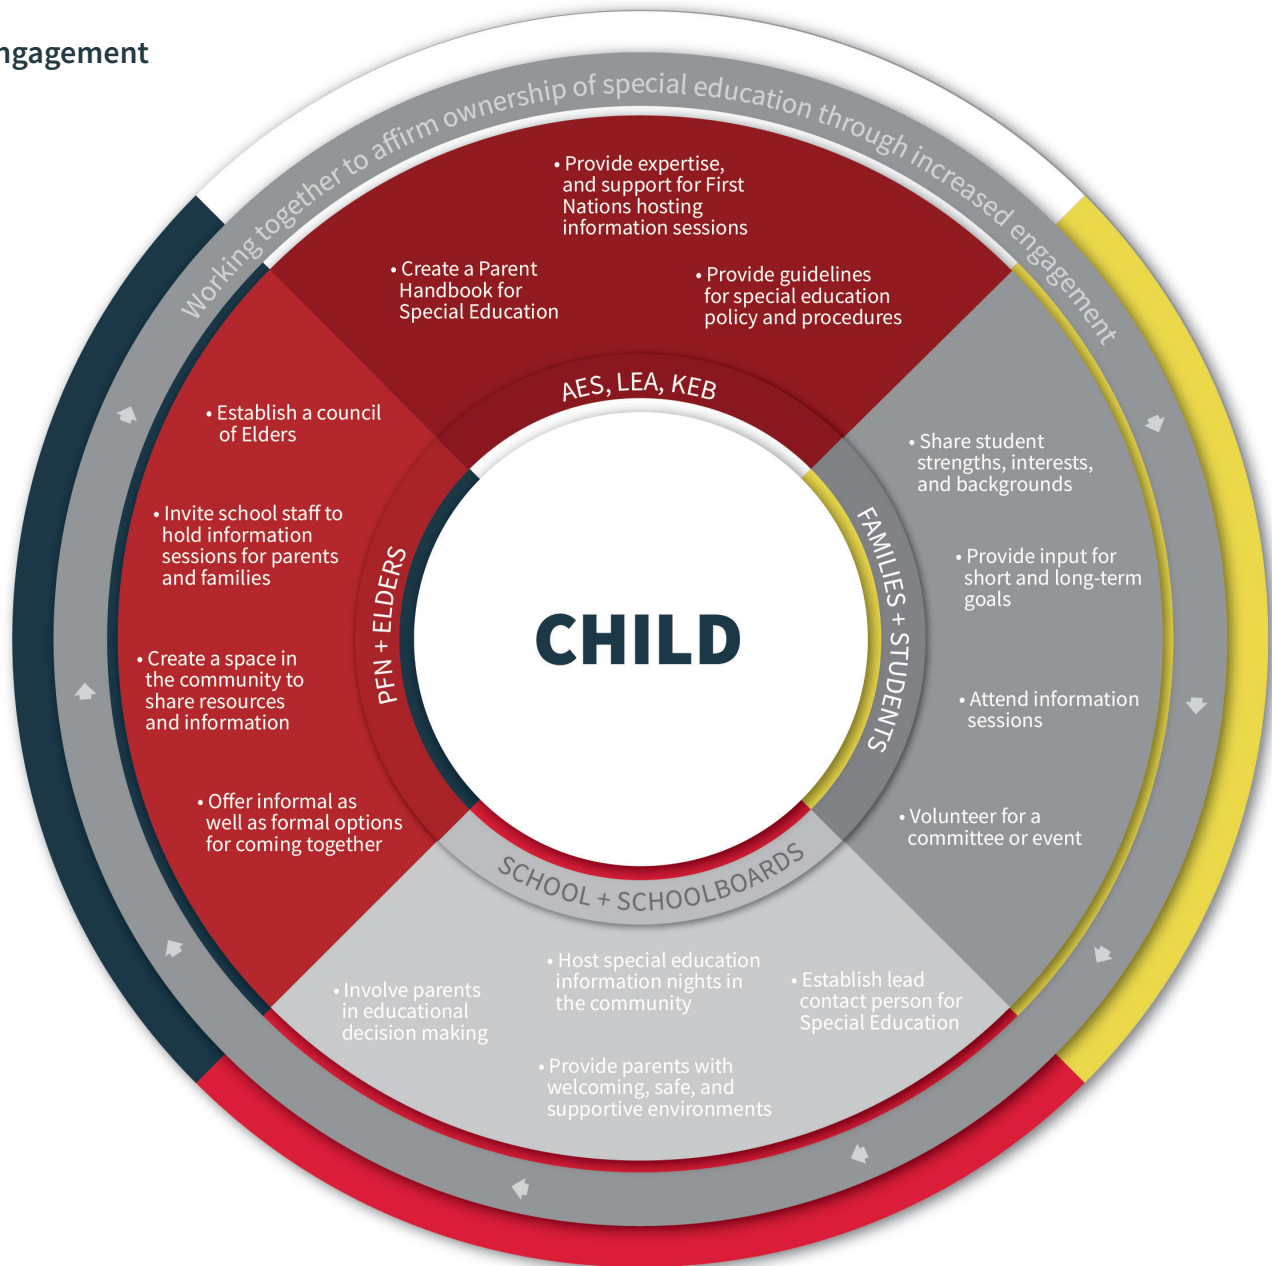 ngagement
Working together to affirm ownership of special education through increased engagement
• Provide expertise,
and support for First
Nations hosting
information sessions
• Create a Parent
Handbook for
Special Education
• Provide guidelines
for special education
policy and procedures
AES, LEA, KEB
• Establish a council
of Elders
• Invite school staff to
hold information
sessions for parents
and families
• Create a space in
the community to
share resources
and information
• Offer informal as
well as formal options
for coming together
PFN + ELDERS
CHILD
FAMILIES + STUDENTS
• Share student
strengths, interests,
and backgrounds
• Provide input for
short and long-term
goals
• Attend information
sessions
• Volunteer for a
committee or event
SCHOOL + SCHOOLBOARDS
• Involve parents
in educational
decision making
• Host special education
information nights in
the community
• Establish lead
contact person for
Special Education
• Provide parents with
welcoming, safe, and
supportive environments